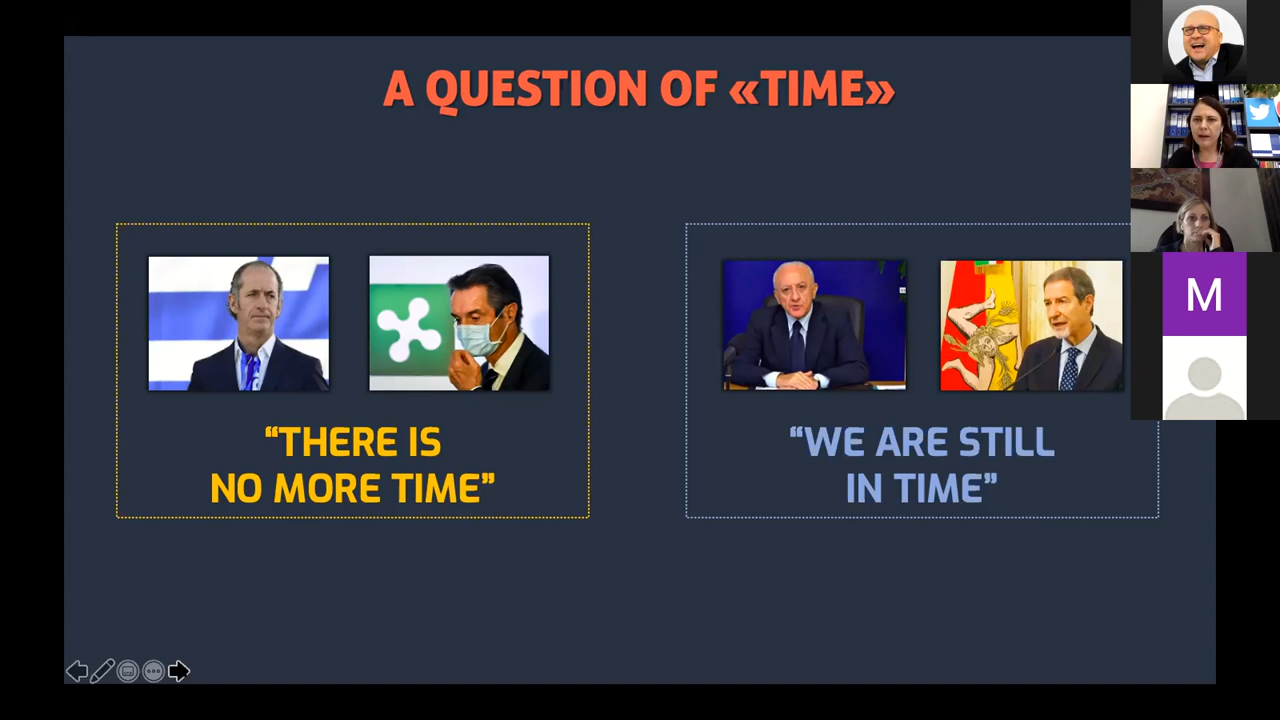 A QUESTION OF «TIME»
“THERE IS
NO MORE TIME”
“WE ARE STILL
IN TIME”
M